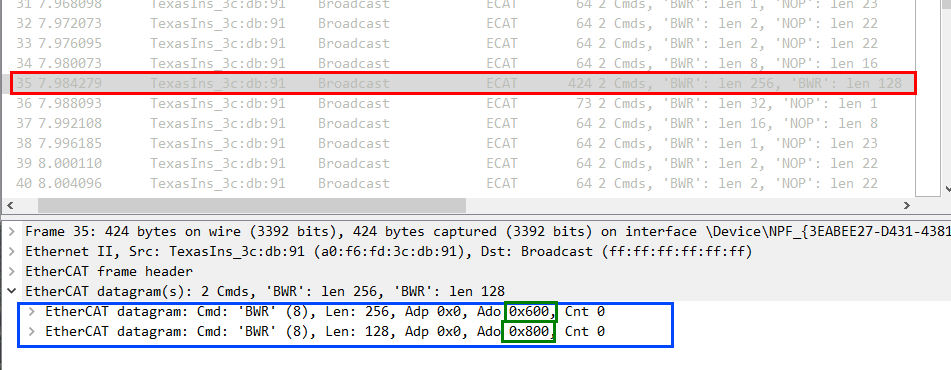 31 7.968098 TexasIns_3c:db:91 Broadcast ECAT 64 2 Cmds, 'BWR': len 1, 'NOP': len 23
32 7.972073 TexasIns_3c:db:91 Broadcast ECAT 64 2 Cmds, 'BWR': len 2, 'NOP': len 22
33 7.976095 TexasIns_3c:db:91 Broadcast ECAT 64 2 Cmds, 'BWR': len 2, 'NOP': len 22
34 7.980073 TexasIns_3c:db:91 Broadcast ECAT 64 2 Cmds, 'BWR': len 8, 'NOP': len 16
35 7.984279 TexasIns_3c:db:91 Broadcast ECAT 424 2 Cmds, 'BWR': len 256, 'BWR': len 128
36 7.988093 TexasIns_3c:db:91 Broadcast ECAT 73 2 Cmds, 'BWR': len 32, 'NOP': len 1
37 7.992108 TexasIns_3c:db:91 Broadcast ECAT 64 2 Cmds, 'BWR': len 16, 'NOP': len 8
38 7.996185 TexasIns_3c:db:91 Broadcast ECAT 64 2 Cmds, 'BWR': len 1, 'NOP': len 23
39 8.000110 TexasIns_3c:db:91 Broadcast ECAT 64 2 Cmds, 'BWR': len 2, 'NOP': len 22
40 8.004096 TexasIns_3c:db:91 Broadcast ECAT 64 2 Cmds, 'BWR': len 2, 'NOP': len 22
Frame 35: 424 bytes on wire (3392 bits), 424 bytes captured (3392 bits) on interface \Device\NPF_{3EABEE27-D431-4381
Ethernet II, Src: TexasIns_3c:db:91 (a0:f6:fd:3c:db:91), Dst: Broadcast (ff:ff:ff:ff:ff:ff)
EtherCAT frame header
EtherCAT datagram(s): 2 Cmds, 'BWR': len 256, 'BWR': len 128
EtherCAT datagram: Cmd: 'BWR' (8), Len: 256, Adp 0x0, Ado 0x600, Cnt 0
EtherCAT datagram: Cmd: 'BWR' (8), Len: 128, Adp 0x0, Ado 0x800, Cnt 0